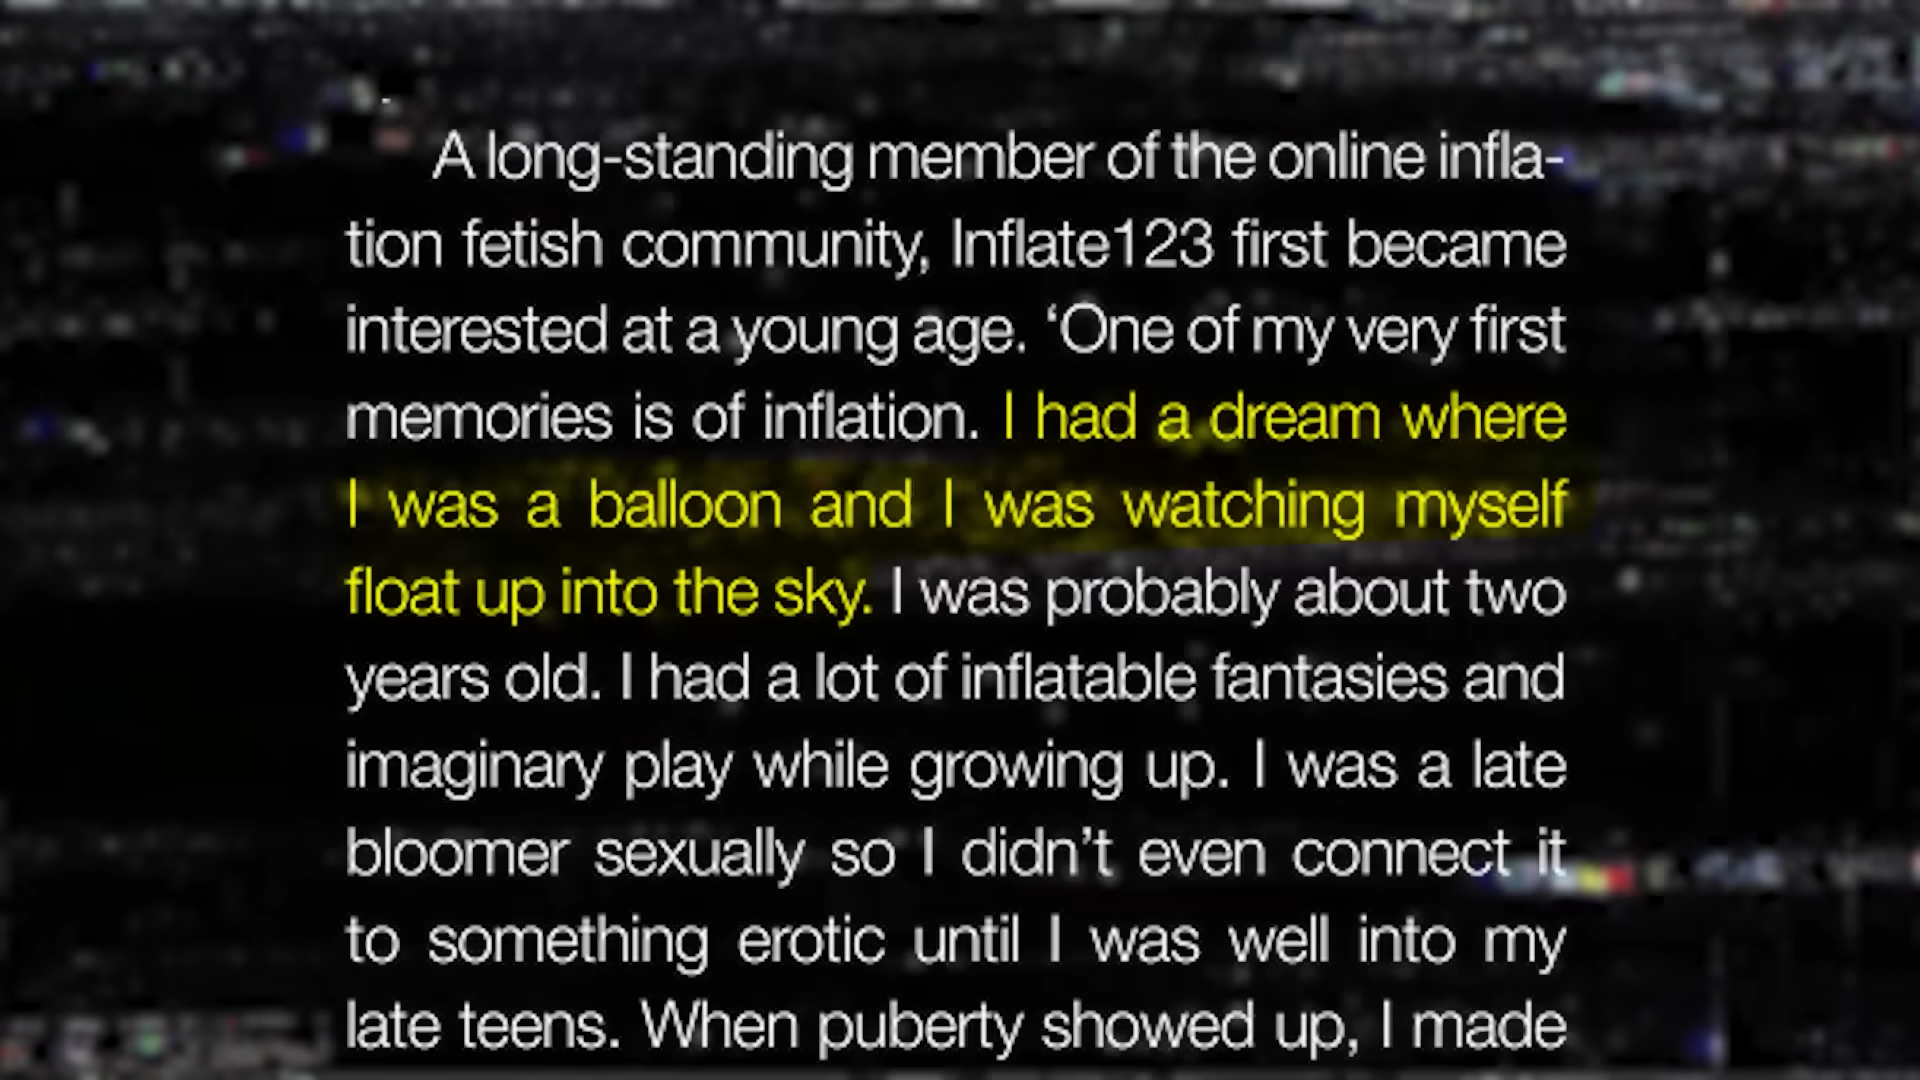 A long-standing member of the online infla-
tion fetish community, Inflate123 first became
interested at a young age. ‘One of my very first
memories is of inflation. I had a dream where
I was a balloon and I was watching myself
float up into the sky. I was probably about two
years old. I had a lot of inflatable fantasies and
imaginary play while growing up. I was a late
bloomer sexually so I didn’t even connect it
to something erotic until I was well into my
late teens. When puberty showed up, I made